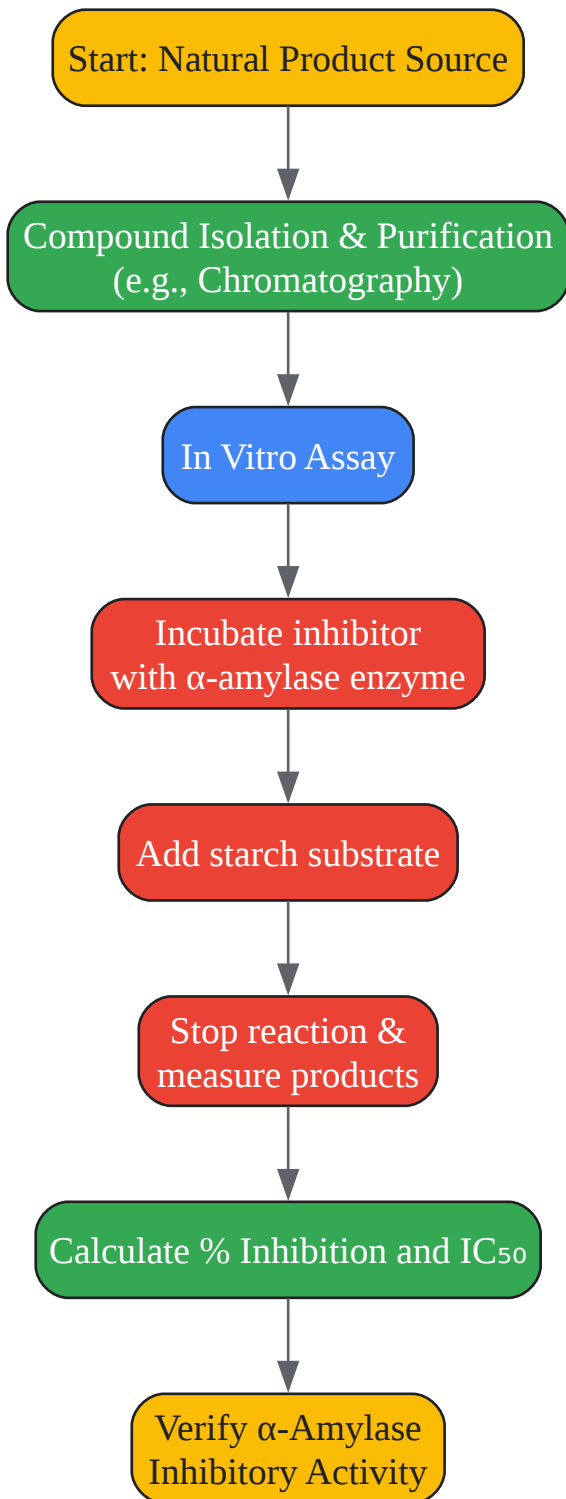 Start: Natural Product Source
Compound Isolation & Purification
(e.g., Chromatography)
In Vitro Assay
Incubate inhibitor
with α-amylase enzyme
Add starch substrate
Stop reaction &
measure products
Calculate % Inhibition and IC₅₀
Verify α-Amylase
Inhibitory Activity